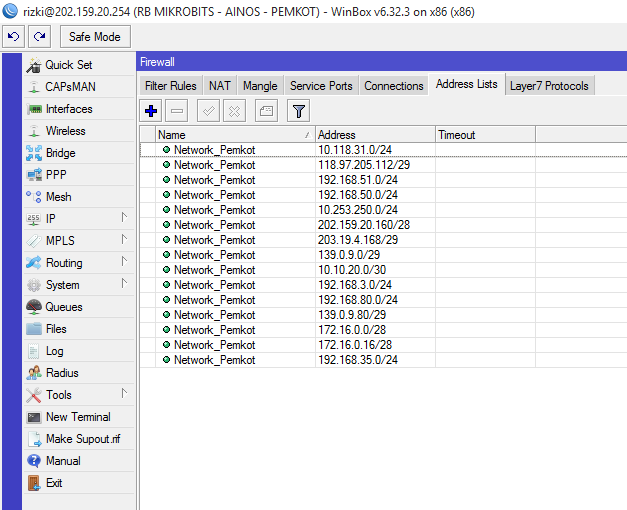 rizki@202.159.20.254 (RB MIKROBITS - AINOS - PEMKOT) - WinBox v6.32.3 on x86 (x86)
Safe Mode
Quick Set
CAPsMAN
Interfaces
Wireless
Bridge
PPP
Mesh
IP
MPLS
Routing
System
Queues
Files
Log
Radius
Tools
New Terminal
Make Supout.rif
Manual
Exit
Firewall
Filter Rules NAT Mangle Service Ports Connections Address Lists Layer7 Protocols
Name Address Timeout
Network_Pemkot 10.118.31.0/24
Network_Pemkot 118.97.205.112/29
Network_Pemkot 192.168.51.0/24
Network_Pemkot 192.168.50.0/24
Network_Pemkot 10.253.250.0/24
Network_Pemkot 202.159.20.160/28
Network_Pemkot 203.19.4.168/29
Network_Pemkot 139.0.9.0/29
Network_Pemkot 10.10.20.0/30
Network_Pemkot 192.168.3.0/24
Network_Pemkot 192.168.80.0/24
Network_Pemkot 139.0.9.80/29
Network_Pemkot 172.16.0.0/28
Network_Pemkot 172.16.0.16/28
Network_Pemkot 192.168.35.0/24